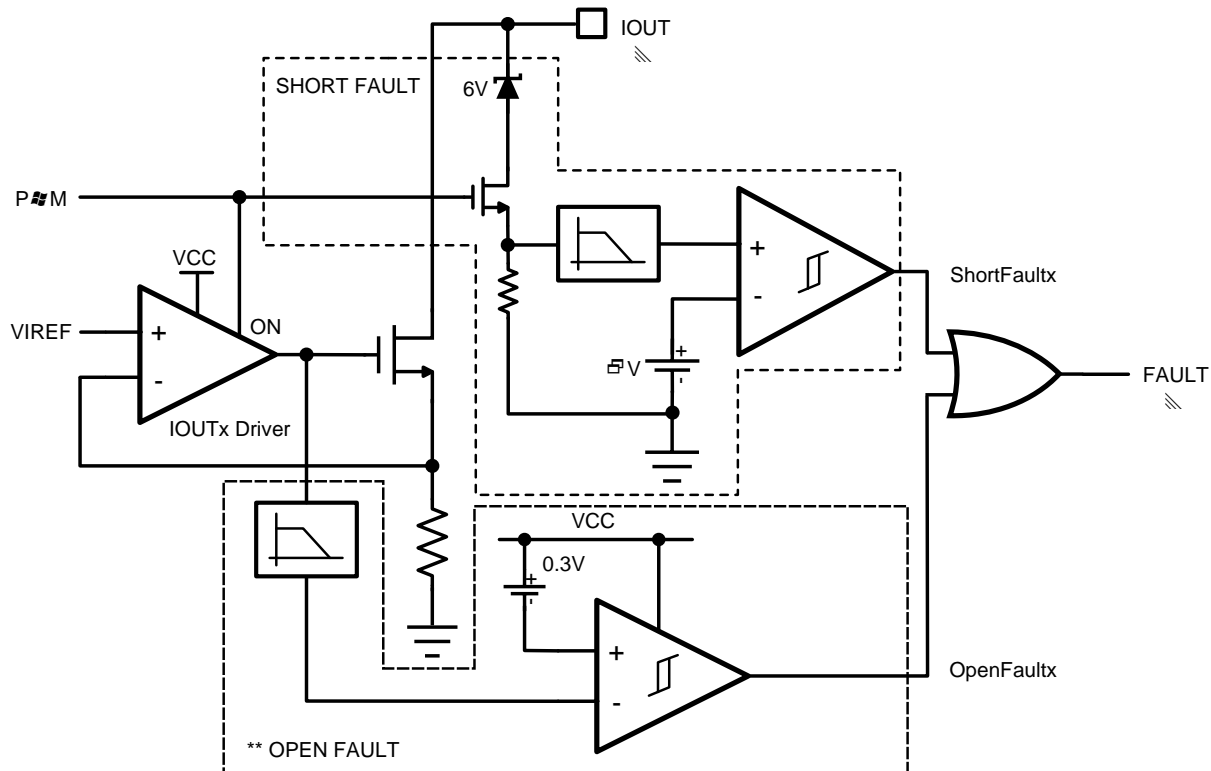 IOUT
SHORT FAULT
6V
VCC
VIREF
+
-
ON
IOUTx Driver
+
-
+
-
V
ShortFaultx
FAULT
VCC
0.3V
+
-
+
-
OpenFaultx
** OPEN FAULT